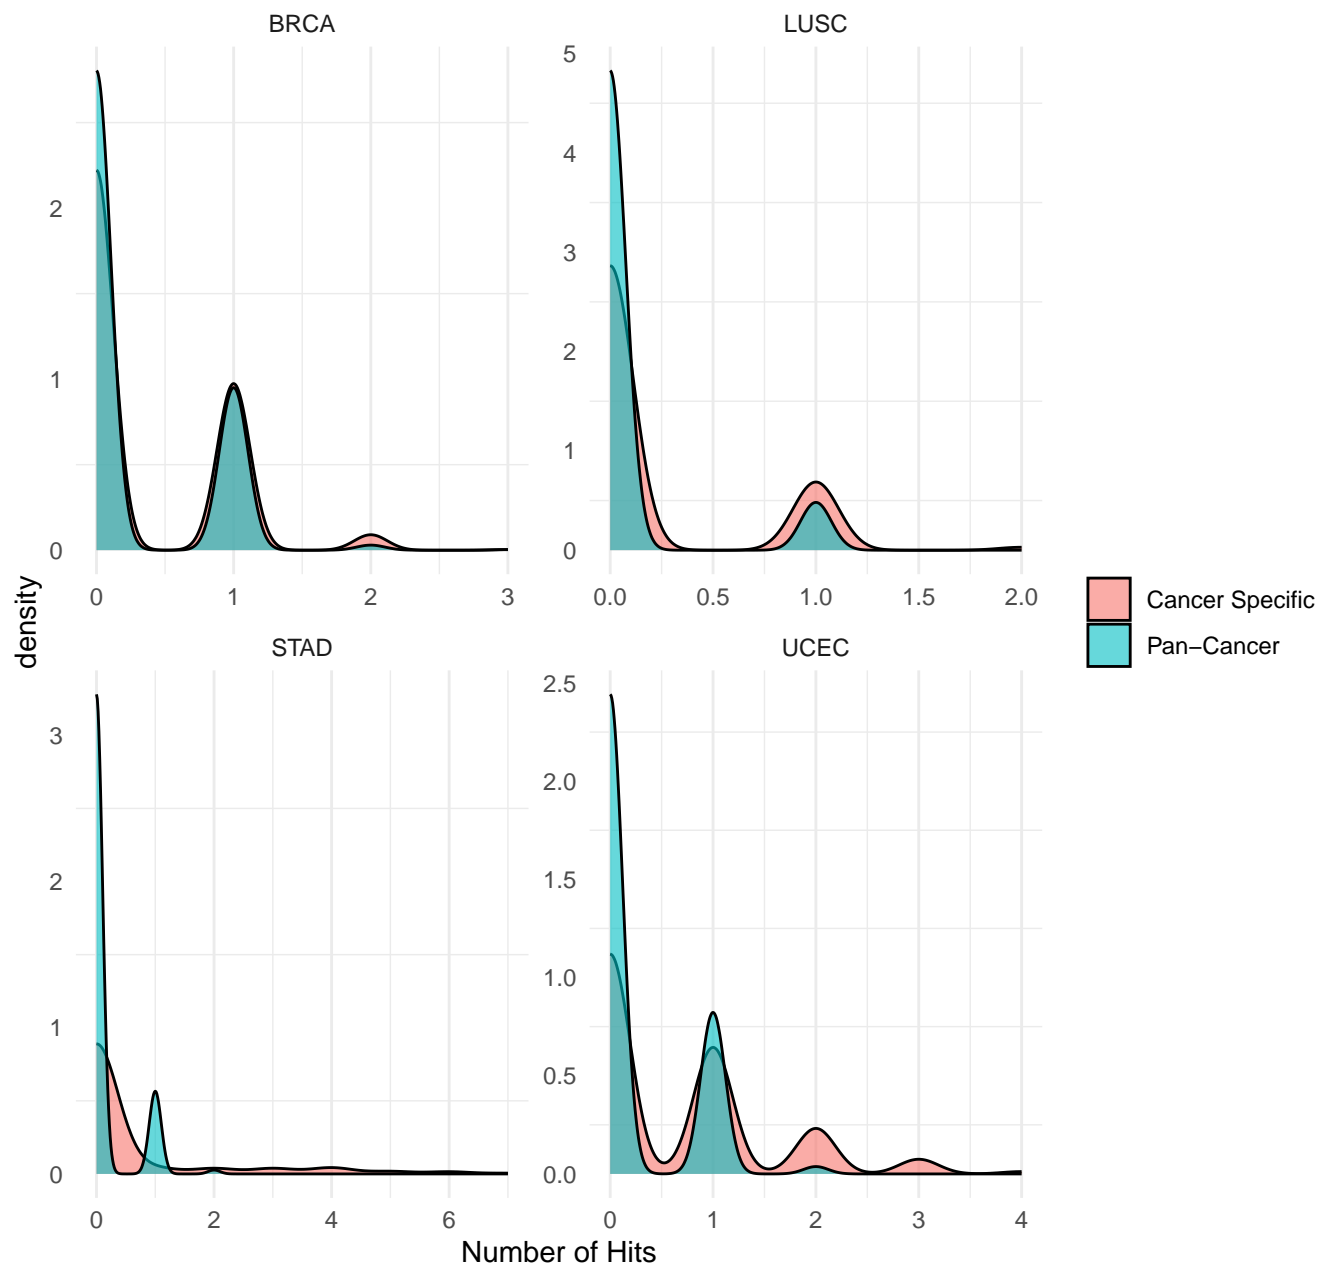 BRCA
LUSC
2
1
0
5
4
3
2
1
0
0 1 2 3
0.0 0.5 1.0 1.5 2.0
density
Cancer Specific
Pan−Cancer
STAD
UCEC
3
2
1
0
2.5
2.0
1.5
1.0
0.5
0.0
0 2 4 6
0 1 2 3 4
Number of Hits